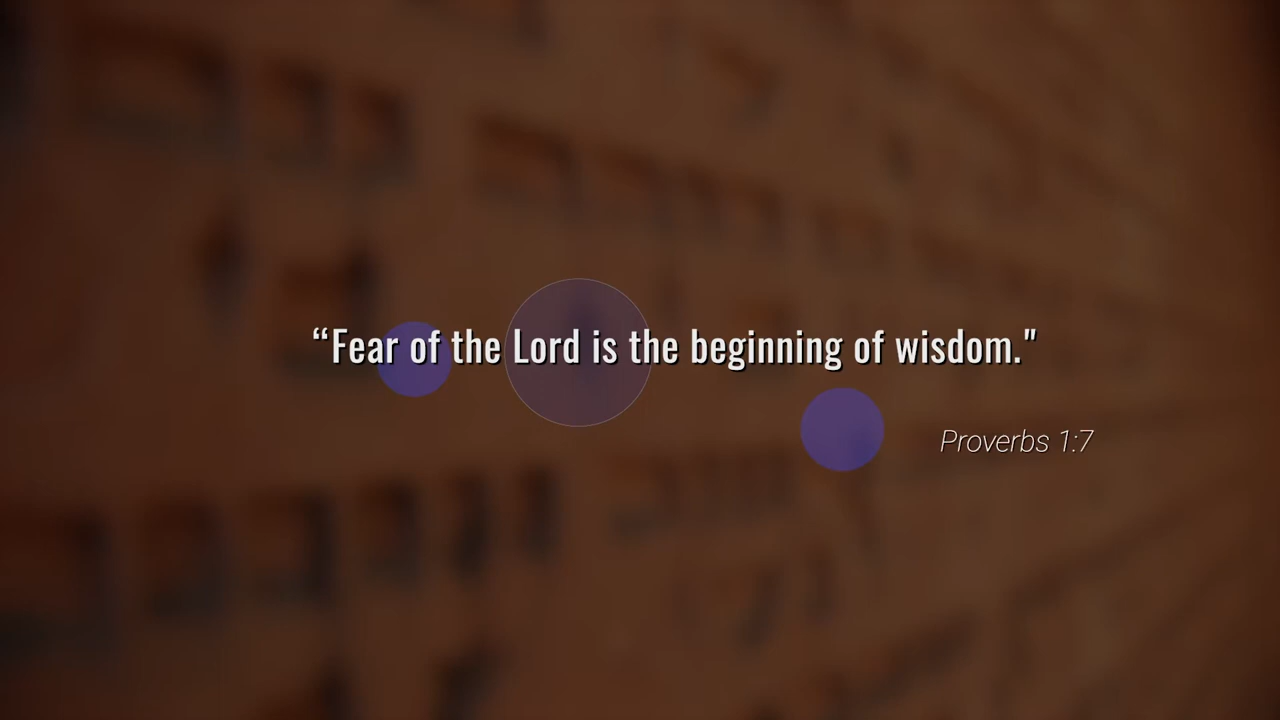 “Fear of the Lord is the beginning of wisdom."
Proverbs 1:7